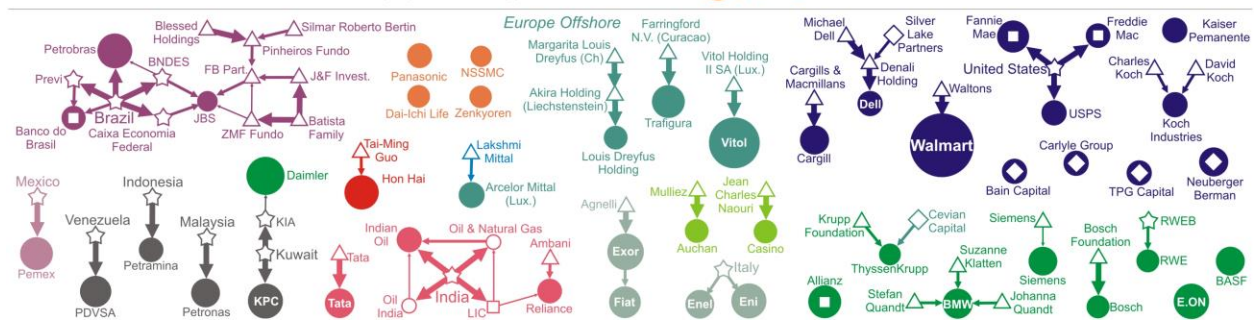 Blessed
Holdings
Silmar Roberto Bertin
Petrobras
Pinheiros Fundo
BNDES
Previ
FB Part.
J&F Invest.
Brazil
JBS
Banco do
Brasil
Caixa Economia
Federal
ZMF Fundo
Batista
Family
Panasonic
NSSMC
Dai-Ichi Life
Zenkyoren
Europe Offshore
Margarita Louis
Dreyfus (Ch)
Farringford
N.V. (Curacao)
Vitol Holding
II SA (Lux.)
Akira Holding
(Liechstenstein)
Trafigura
Vitol
Louis Dreyfus
Holding
Michael
Dell
Silver
Lake
Partners
Cargills &
Macmillans
Denali
Holding
Dell
Cargill
Waltons
Walmart
Fannie
Mae
Freddie
Mac
United States
USPS
Kaiser
Pemanente
Charles
Koch
David
Koch
Koch
Industries
Bain Capital
Carlyle Group
TPG Capital
Neuberger
Berman
Mexico
Pemex
Venezuela
PDVSA
Indonesia
Petramina
Malaysia
Petronas
Daimler
KIA
Kuwait
KPC
Tai-Ming
Guo
Hon Hai
Lakshmi
Mittal
Arcelor Mittal
(Lux.)
Tata
Tata
Indian
Oil
Oil & Natural Gas
Ambani
Oil
India
India
LIC
Reliance
Agnelli
Exor
Fiat
Mulliez
Auchan
Jean
Charles
Naouri
Casino
Italy
Enel
Eni
Krupp
Foundation
Cevian
Capital
ThyssenKrupp
Suzanne
Klatten
Allianz
Stefan
Quandt
BMW
Johanna
Quandt
Siemens
Siemens
Bosch
Foundation
Bosch
RWEB
RWE
E.ON
BASF